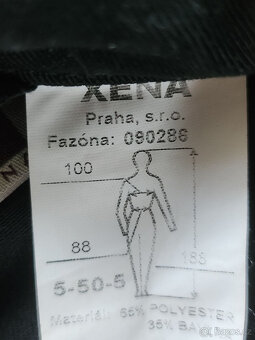 XENA
Praha, s.r.o.
Fazóna: 090286
100
88
188
5-50-5
Materiál: 65% POLYESTER
35% BA